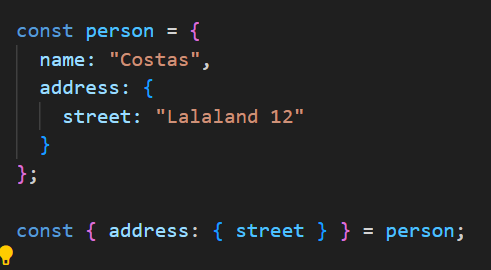 const person = {
  name: "Costas",
  address: {
    street: "Lalaland 12"
  }
};

const { address: { street } } = person;